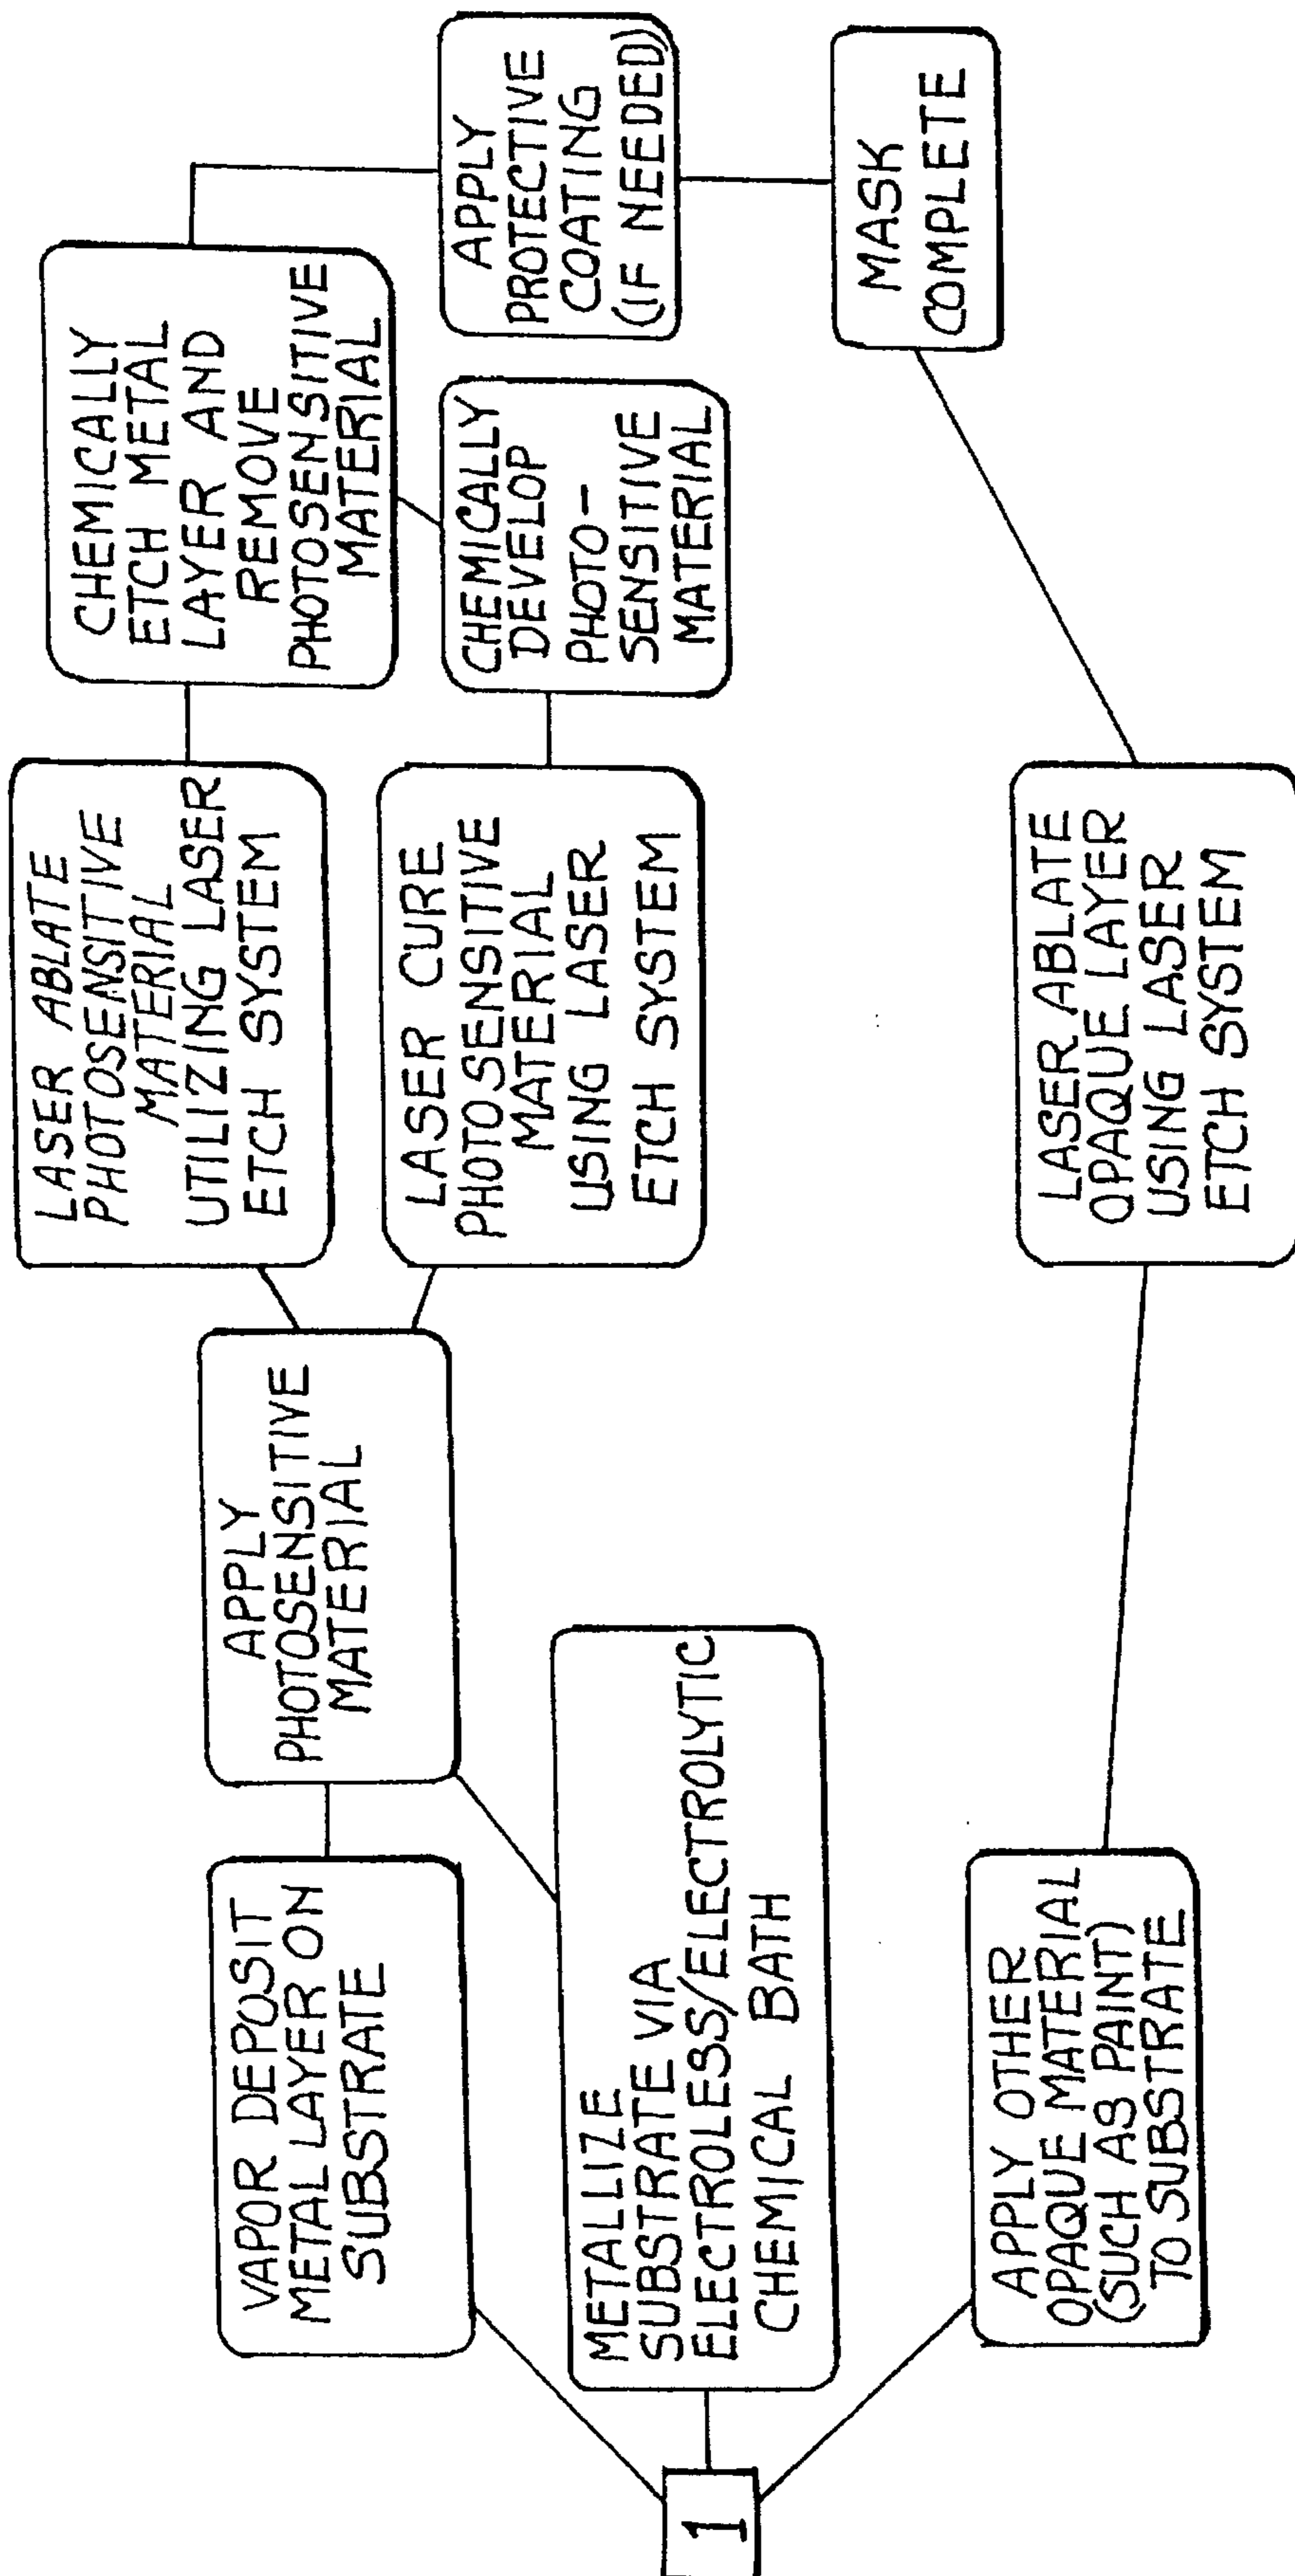 1
VAPOR DEPOSIT
METAL LAYER ON
SUBSTRATE
METALLIZE
SUBSTRATE VIA
ELECTROLESS/ELECTROLYTIC
CHEMICAL BATH
APPLY OTHER
OPAQUE MATERIAL
(SUCH AS PAINT)
TO SUBSTRATE
APPLY
PHOTOSENSITIVE
MATERIAL
LASER ABLATE
PHOTOSENSITIVE
MATERIAL
UTILIZING LASER
ETCH SYSTEM
LASER CURE
PHOTOSENSITIVE
MATERIAL
USING LASER
ETCH SYSTEM
LASER ABLATE
OPAQUE LAYER
USING LASER
ETCH SYSTEM
CHEMICALLY
ETCH METAL
LAYER AND
REMOVE
PHOTOSENSITIVE
MATERIAL
CHEMICALLY
DEVELOP
PHOTO-
SENSITIVE
MATERIAL
APPLY
PROTECTIVE
COATING
(IF NEEDED)
MASK
COMPLETE